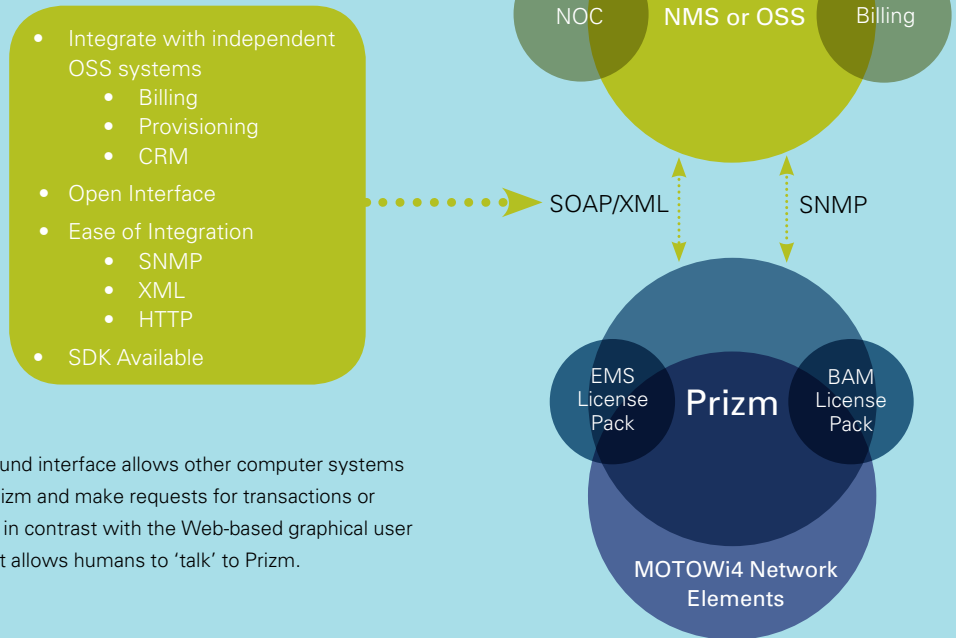 • Integrate with independent
OSS systems
• Billing
• Provisioning
• CRM
• Open Interface
• Ease of Integration
• SNMP
• XML
• HTTP
• SDK Available
NOC
NMS or OSS
Billing
SOAP/XML
SNMP
EMS
License
Pack
Prizm
BAM
License
Pack
MOTOWi4 Network
Elements
und interface allows other computer systems
izm and make requests for transactions or
in contrast with the Web-based graphical user
t allows humans to ‘talk’ to Prizm.